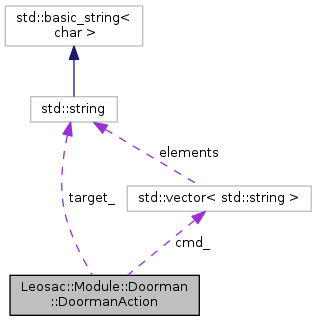 std::basic_string<
char >
std::string
elements
target_
std::vector< std::string >
cmd_
Leosac::Module::Doorman
::DoormanAction